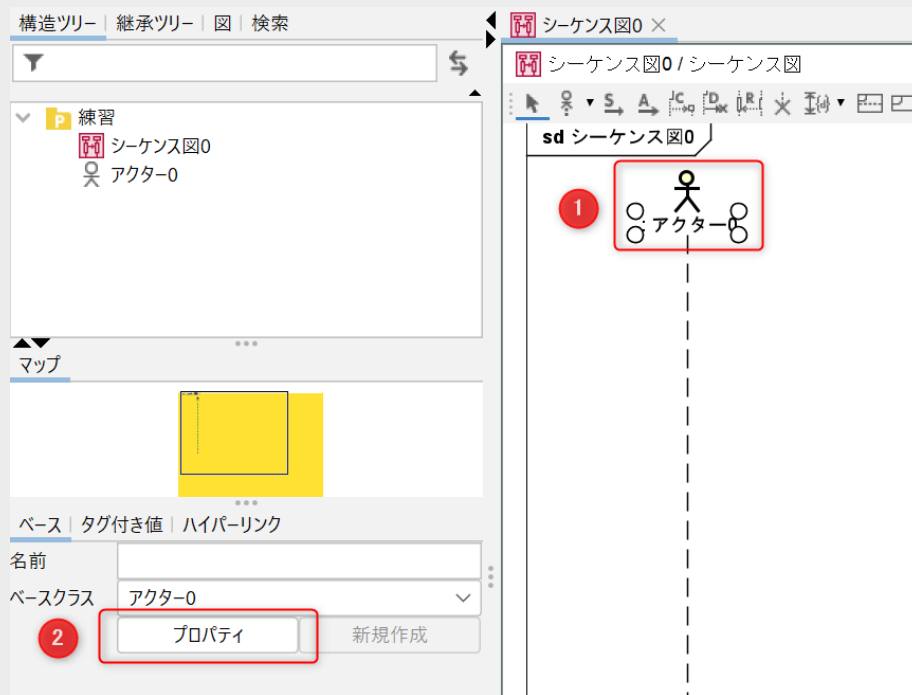 構造ツリー 継承ツリー 図 検索
練習
シーケンス図0
アクター0
マップ
ベース タグ付き値 ハイパーリンク
名前
ベースクラス アクター0
2 プロパティ 新規作成
シーケンス図0
シーケンス図0 / シーケンス図
sd シーケンス図0
1
: アクター0